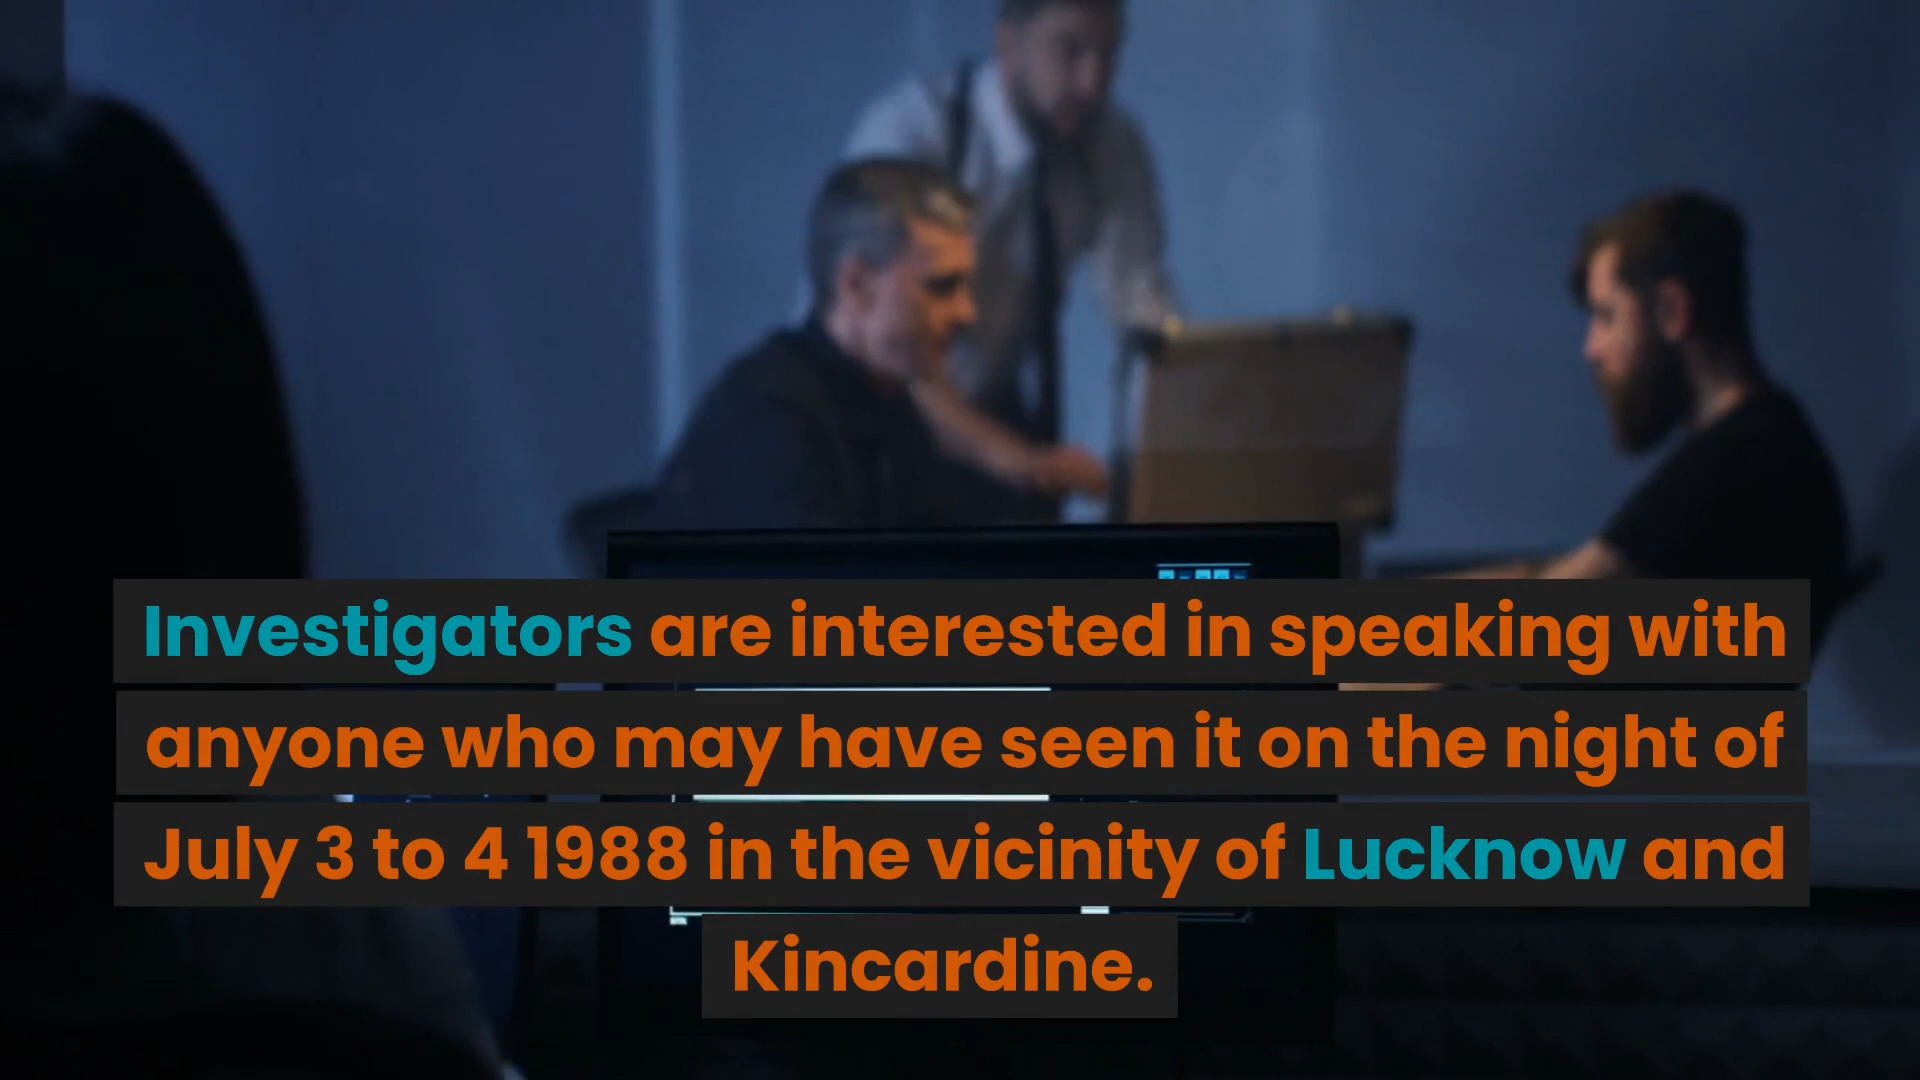 Investigators are interested in speaking with
anyone who may have seen it on the night of
July 3 to 4 1988 in the vicinity of Lucknow and
Kincardine.